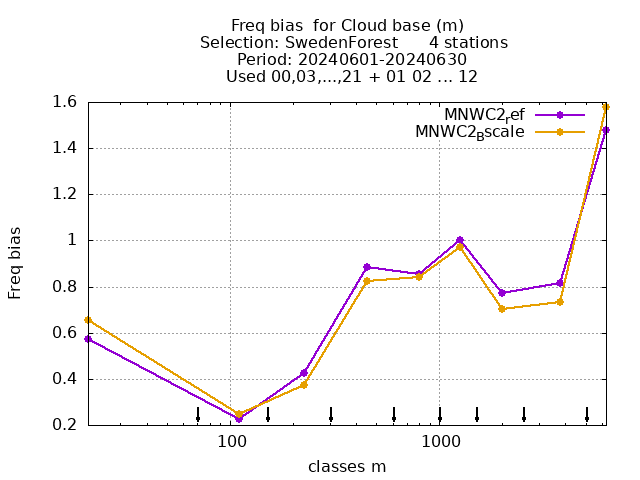 Freq bias  for Cloud base (m)
Selection: SwedenForest      4 stations
Period: 20240601-20240630
Used 00,03,...,21 + 01 02 ... 12
MNWC2ref
MNWC2Bscale
1.6
1.4
1.2
1
0.8
0.6
0.4
0.2
Freq bias
100
1000
classes m